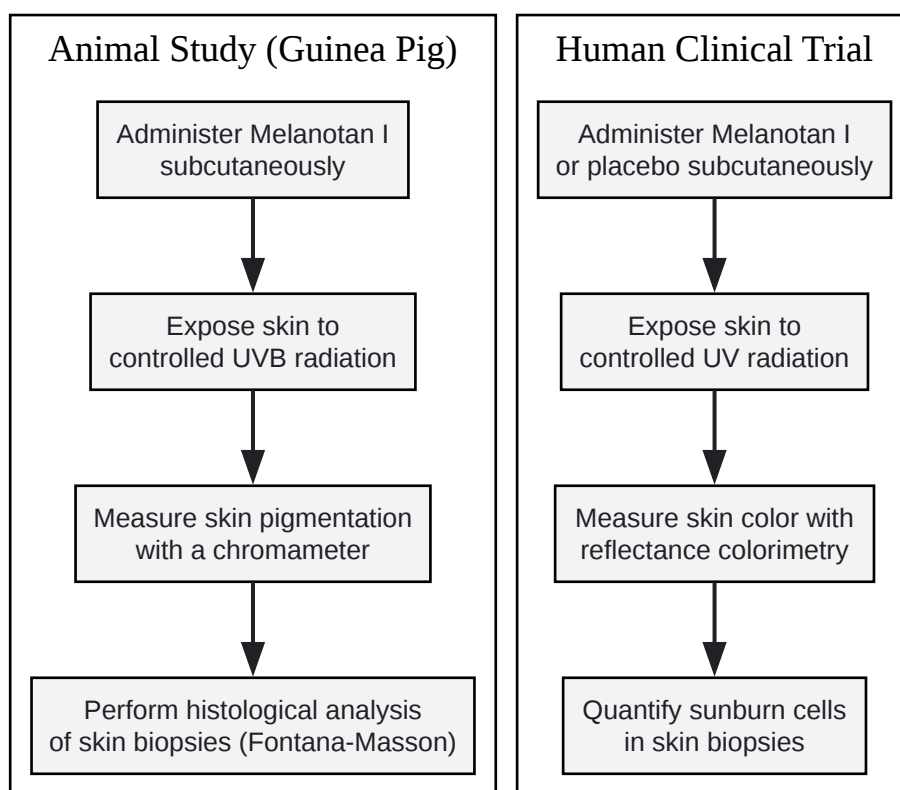 Animal Study (Guinea Pig)
Administer Melanotan I
subcutaneously
Expose skin to
controlled UVB radiation
Measure skin pigmentation
with a chromameter
Perform histological analysis
of skin biopsies (Fontana-Masson)
Human Clinical Trial
Administer Melanotan I
or placebo subcutaneously
Expose skin to
controlled UV radiation
Measure skin color with
reflectance colorimetry
Quantify sunburn cells
in skin biopsies